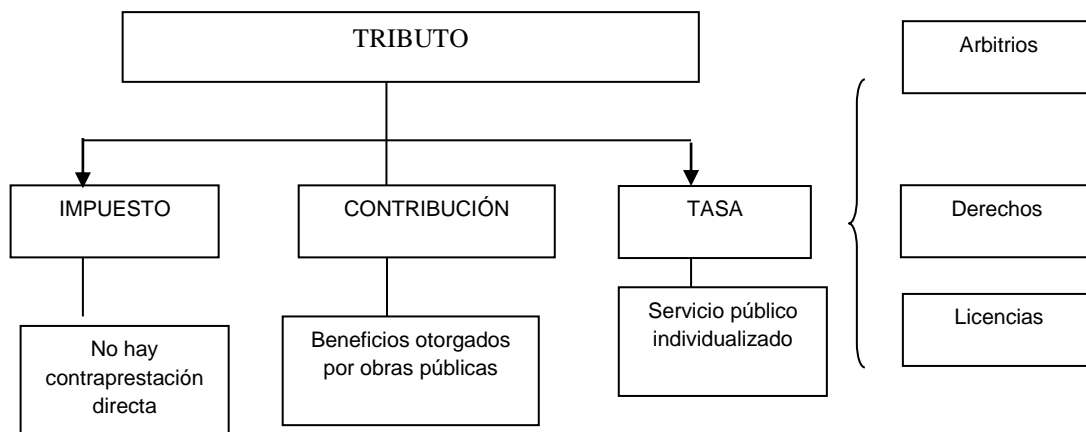 TRIBUTO
Arbitrios
IMPUESTO
CONTRIBUCIÓN
TASA
Derechos
No hay
contraprestación
directa
Beneficios otorgados
por obras públicas
Servicio público
individualizado
Licencias